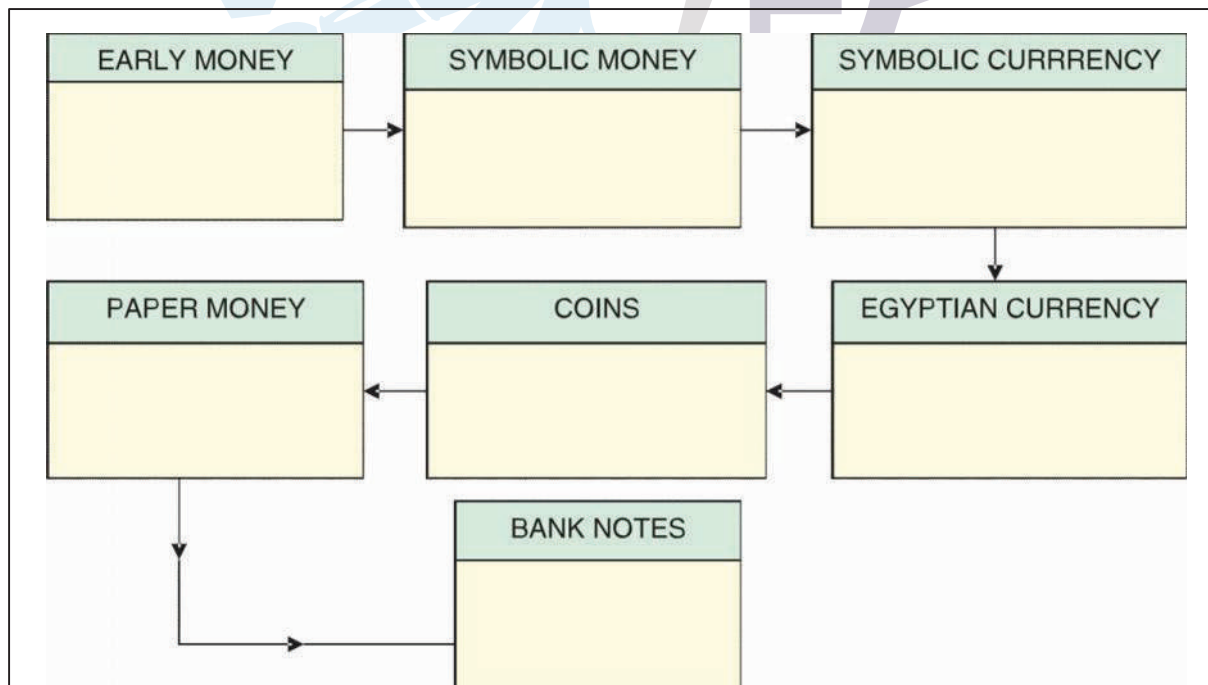 EARLY MONEY
SYMBOLIC MONEY
SYMBOLIC CURRRENCY
EGYPTIAN CURRENCY
COINS
PAPER MONEY
BANK NOTES